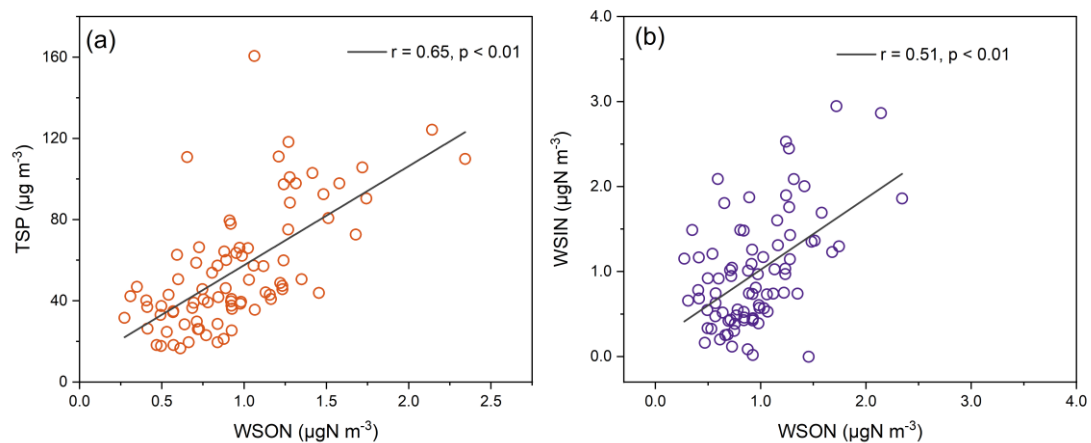 (a)
r = 0.65, p < 0.01
160
120
80
40
0
TSP (µg m⁻³)
0.0 0.5 1.0 1.5 2.0 2.5
WSON (µgN m⁻³)
(b)
r = 0.51, p < 0.01
4.0
3.0
2.0
1.0
0.0
WSIN (µgN m⁻³)
0.0 1.0 2.0 3.0 4.0
WSON (µgN m⁻³)